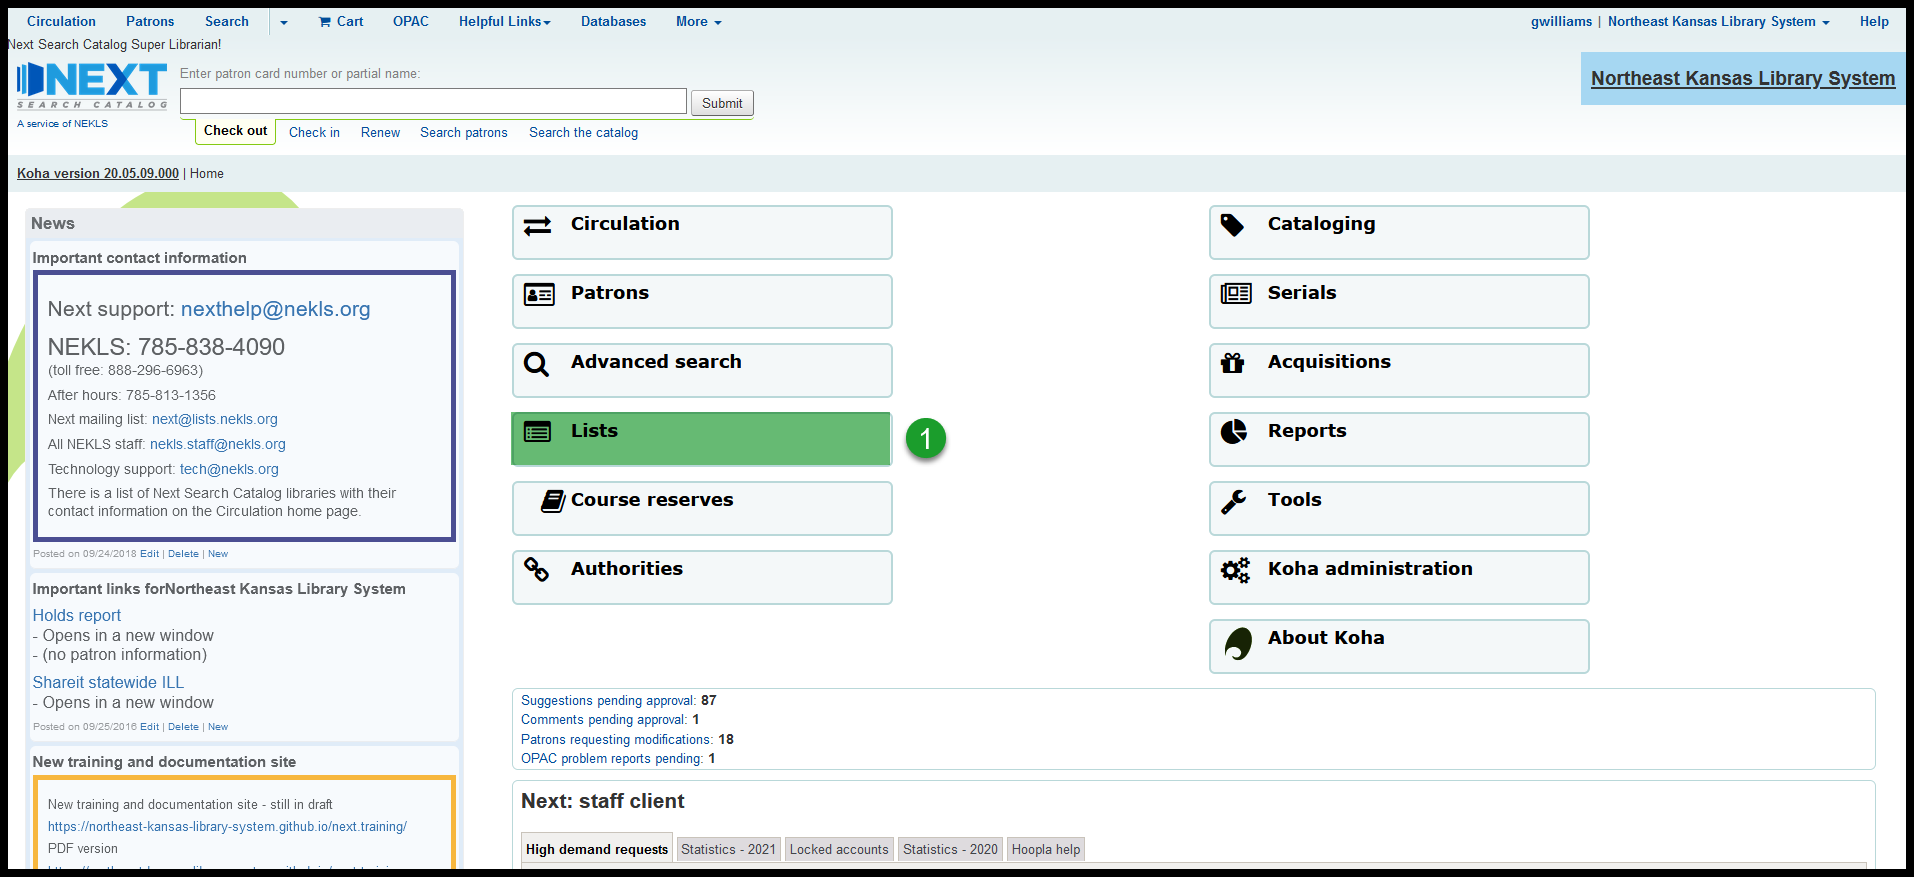 Circulation Patrons Search Cart OPAC Helpful Links Databases More gwilliams | Northeast Kansas Library System Help
Next Search Catalog Super Librarian!
NEXT
SEARCH CATALOG
A service of NEKLS
Enter patron card number or partial name:
Submit
Check out Check in Renew Search patrons Search the catalog
Northeast Kansas Library System
Koha version 20.05.09.000 | Home
News
Important contact information
Next support: nexthelp@nekls.org
NEKLS: 785-838-4090
(toll free: 888-296-6963)
After hours: 785-813-1356
Next mailing list: next@lists.nekls.org
All NEKLS staff: nekls.staff@nekls.org
Technology support: tech@nekls.org
There is a list of Next Search Catalog libraries with their
contact information on the Circulation home page.
Posted on 09/24/2018 Edit | Delete | New
Important links forNortheast Kansas Library System
Holds report
- Opens in a new window
- (no patron information)
Shareit statewide ILL
- Opens in a new window
Posted on 09/25/2016 Edit | Delete | New
New training and documentation site
New training and documentation site - still in draft
https://northeast-kansas-library-system.github.io/next.training/
PDF version
Circulation
Patrons
Advanced search
Lists
1
Course reserves
Authorities
Cataloging
Serials
Acquisitions
Reports
Tools
Koha administration
About Koha
Suggestions pending approval: 87
Comments pending approval: 1
Patrons requesting modifications: 18
OPAC problem reports pending: 1
Next: staff client
High demand requests Statistics - 2021 Locked accounts Statistics - 2020 Hoopla help